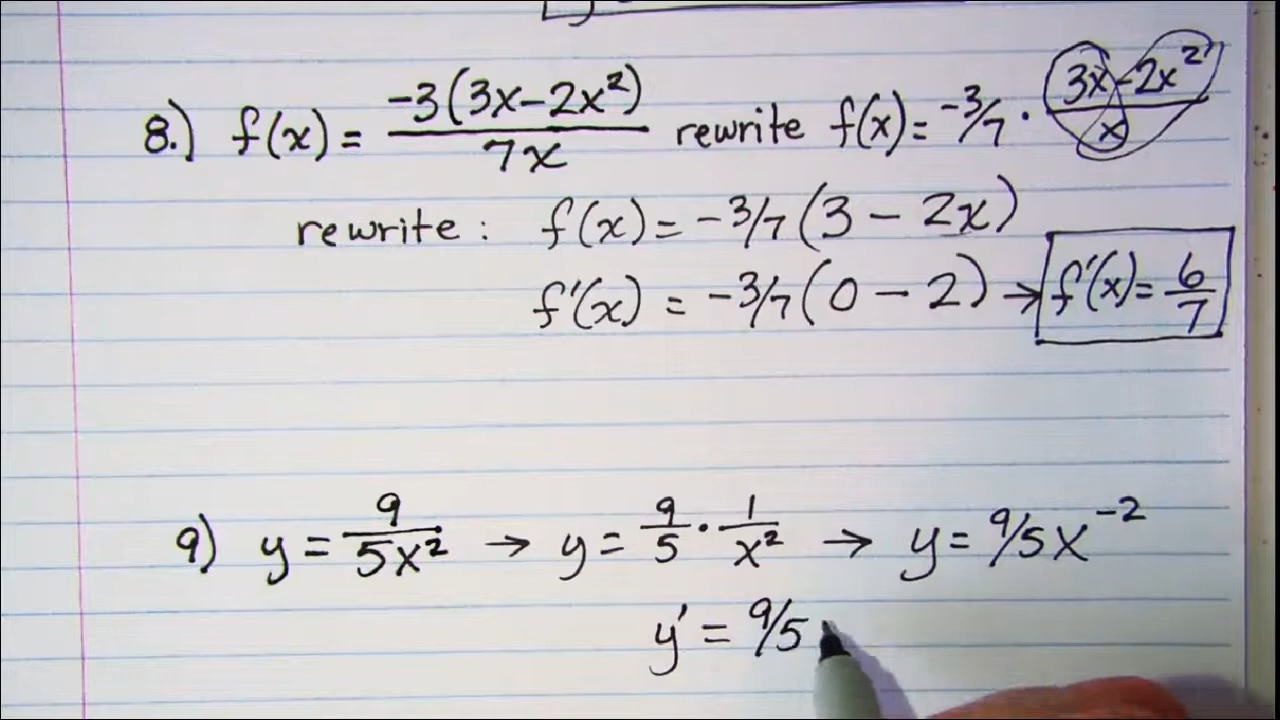 8.) f(x) = -3(3x-2x²)/7x rewrite f(x) = -3/7 · 3x-2x²/x
rewrite : f(x) = -3/7 (3 - 2x)
f'(x) = -3/7 (0 - 2) → f'(x) = 6/7
9) y = 9/5x² → y = 9/5 · 1/x² → y = 9/5x⁻²
y' = 9/5